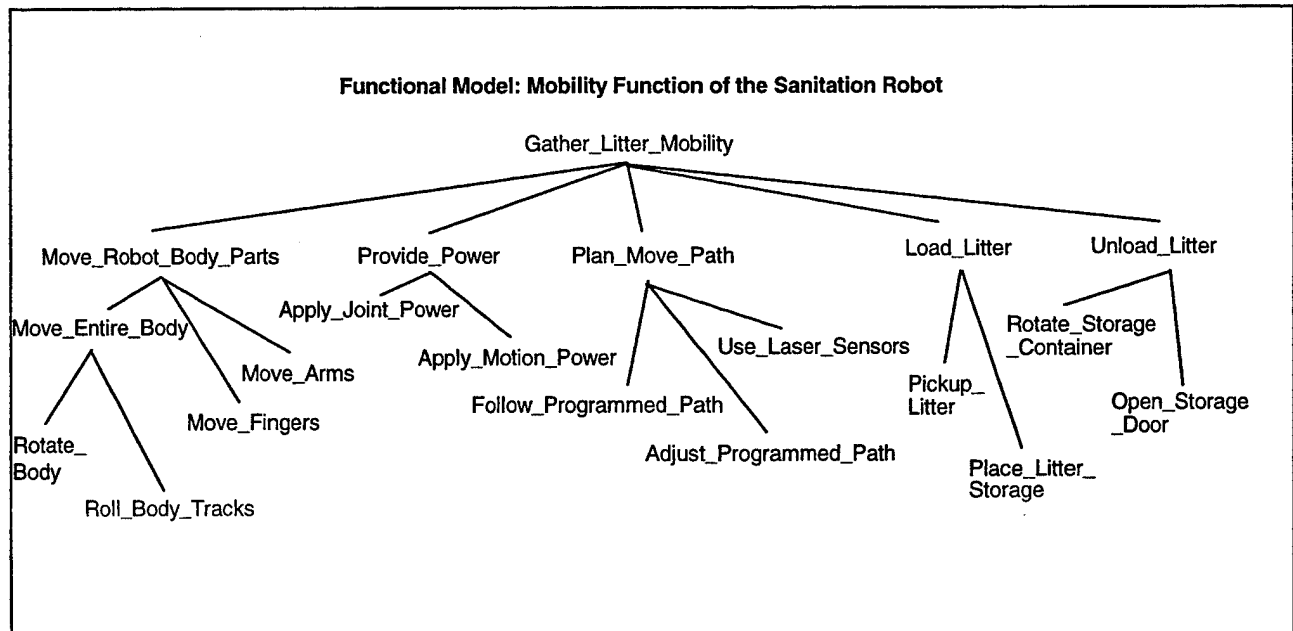 Functional Model: Mobility Function of the Sanitation Robot
Gather_Litter_Mobility
Move_Robot_Body_Parts
Provide_Power
Plan_Move_Path
Load_Litter
Unload_Litter
Move_Entire_Body
Apply_Joint_Power
Rotate_Storage
_Container
Use_Laser_Sensors
Apply_Motion_Power
Move_Arms
Pickup_
Litter
Follow_Programmed_Path
Open_Storage
_Door
Move_Fingers
Rotate_
Body
Adjust_Programmed_Path
Place_Litter_
Storage
Roll_Body_Tracks